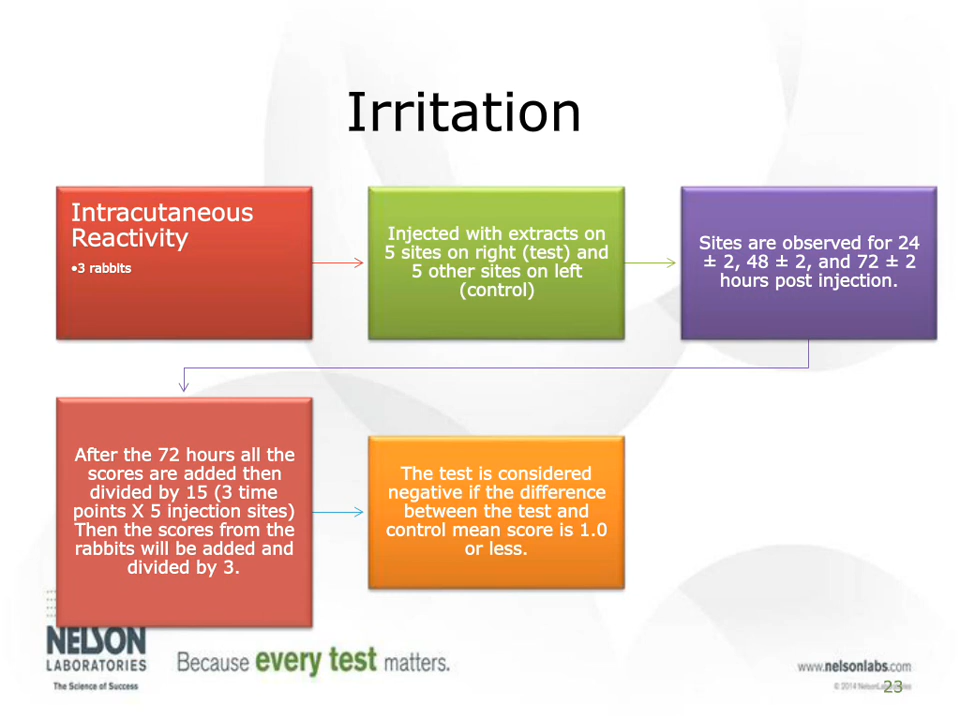 Irritation
Intracutaneous
Reactivity
•3 rabbits
Injected with extracts on
5 sites on right (test) and
5 other sites on left
(control)
Sites are observed for 24
± 2, 48 ± 2, and 72 ± 2
hours post injection.
After the 72 hours all the
scores are added then
divided by 15 (3 time
points X 5 injection sites)
Then the scores from the
rabbits will be added and
divided by 3.
The test is considered
negative if the difference
between the test and
control mean score is 1.0
or less.
NELSON
LABORATORIES
The Science of Success
Because every test matters.
www.nelsonlabs.com
© 2014 NelsonLaboratories
23